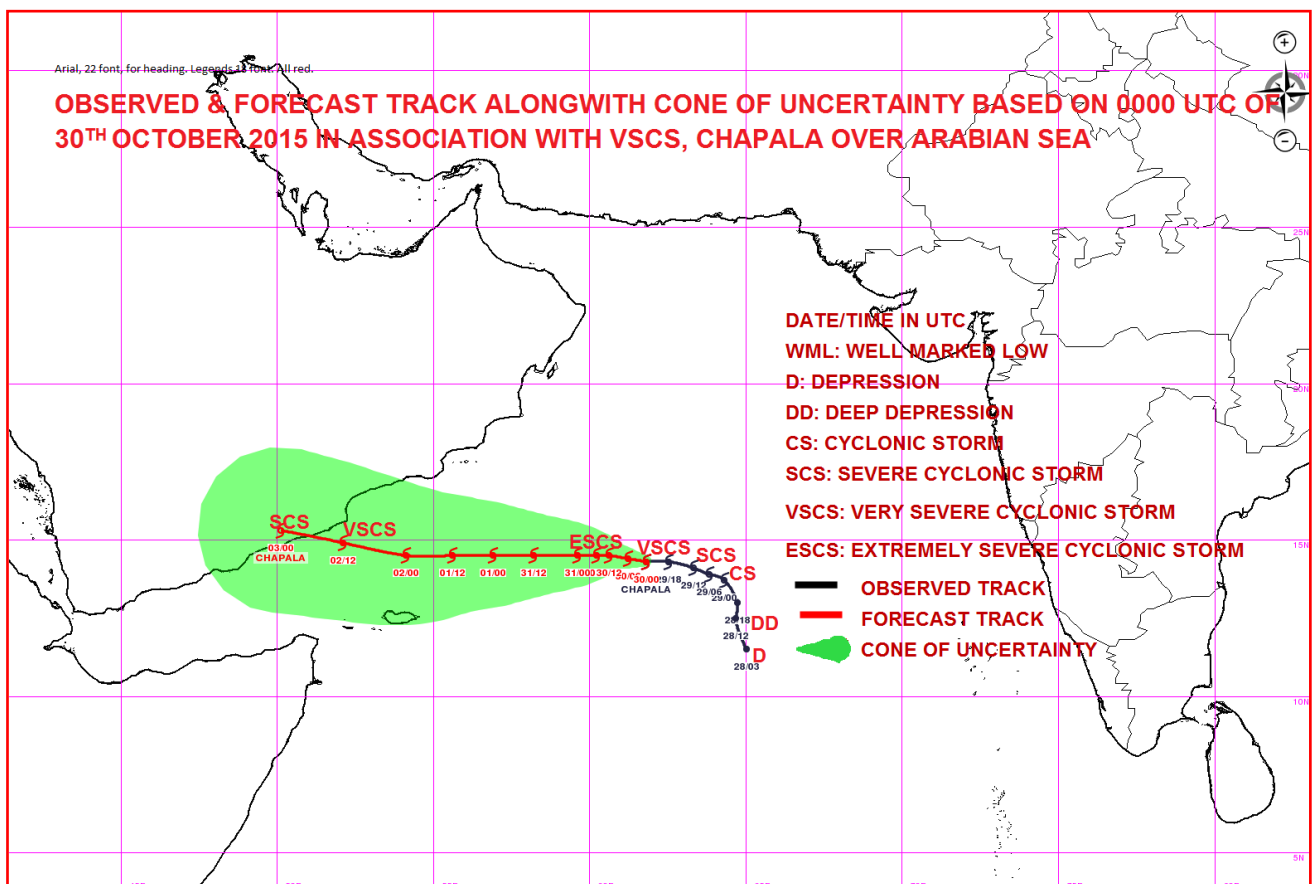 Arial, 22 font, for heading. Legends 18 font. All red.
OBSERVED & FORECAST TRACK ALONGWITH CONE OF UNCERTAINTY BASED ON 0000 UTC OF
30TH OCTOBER 2015 IN ASSOCIATION WITH VSCS, CHAPALA OVER ARABIAN SEA
25N
DATE/TIME IN UTC
WML: WELL MARKED LOW
D: DEPRESSION
DD: DEEP DEPRESSION
CS: CYCLONIC STORM
SCS: SEVERE CYCLONIC STORM
VSCS: VERY SEVERE CYCLONIC STORM
ESCS: EXTREMELY SEVERE CYCLONIC STORM
OBSERVED TRACK
FORECAST TRACK
CONE OF UNCERTAINTY
SCS
03/00
CHAPALA
VSCS
02/12
02/00
01/12
01/00
31/12
ESCS
31/00
30/12
VSCS
30/00
CHAPALA
29/18
SCS
29/12
29/06
CS
29/00
28/18
DD
28/12
D
28/03
15N
10N
5N